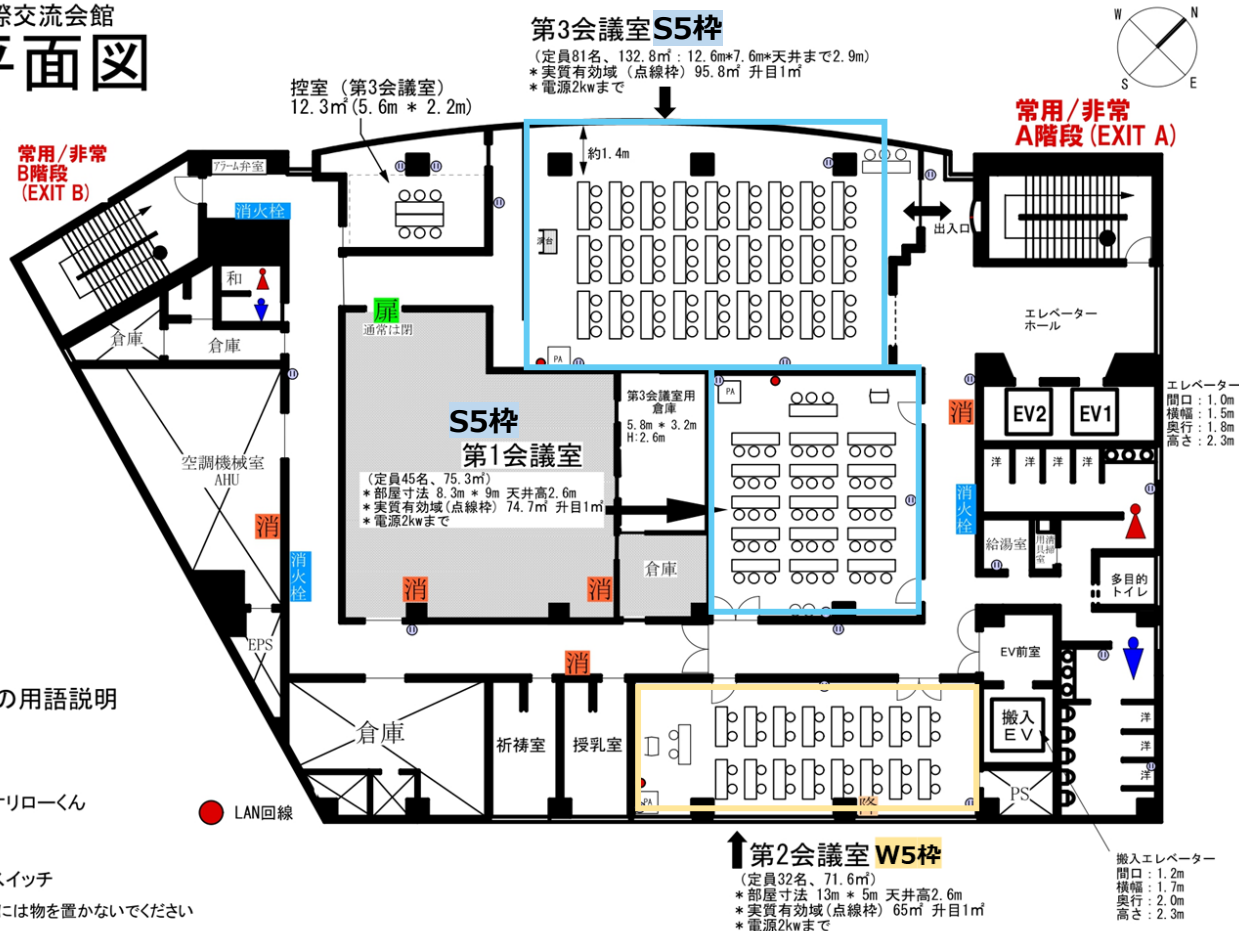 際交流会館
平面図
第3会議室 S5枠
(定員81名、132.8㎡ : 12.6m*7.6m*天井まで2.9m)
*実質有効域 (点線枠) 95.8㎡ 升目1㎡
*電源2kwまで
W
N
S
E
控室 (第3会議室)
12.3㎡(5.6m * 2.2m)
常用/非常
A階段 (EXIT A)
常用/非常
B階段
(EXIT B)
アラーム弁室
消火栓
約1.4m
演台
出入口
和
扉
通常は閉
倉庫
倉庫
エレベーター
ホール
PA
PA
エレベーター
間口:1.0m
横幅:1.5m
奥行:1.8m
高さ:2.3m
EV2
EV1
消
第3会議室用
倉庫
5.8m * 3.2m
H:2.6m
S5枠
第1会議室
(定員45名、75.3㎡)
*部屋寸法 8.3m * 9m 天井高2.6m
*実質有効域(点線枠) 74.7㎡ 升目1㎡
*電源2kwまで
空調機械室
AHU
洋
洋
洋
洋
消火栓
消
給湯室
清掃用具室
消火栓
倉庫
消
消
多目的
トイレ
EPS
EV前室
消
の用語説明
倉庫
祈祷室
授乳室
搬入
EV
洋
洋
洋
PA
降
PS
ナリローくん
LAN回線
第2会議室 W5枠
(定員32名、71.6㎡)
*部屋寸法 13m * 5m 天井高2.6m
*実質有効域(点線枠) 65㎡ 升目1㎡
*電源2kwまで
搬入エレベーター
間口:1.2m
横幅:1.7m
奥行:2.0m
高さ:2.3m
スイッチ
には物を置かないでください